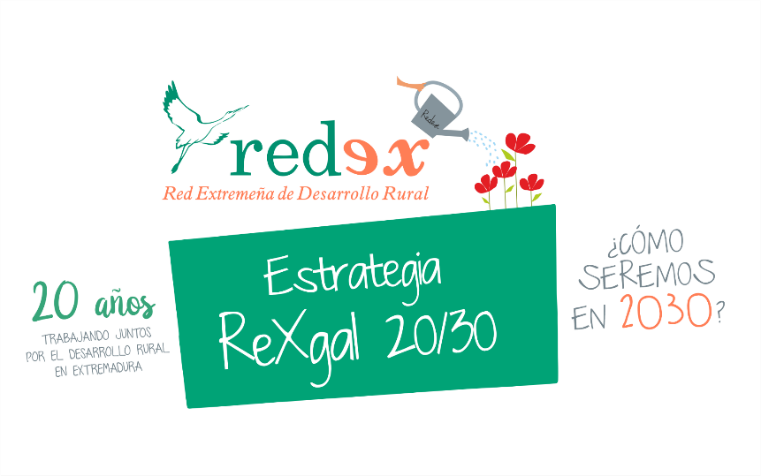 redex
Red Extremeña de Desarrollo Rural
Redex
Estrategia
ReXgal 20/30
20 años
TRABAJANDO JUNTOS
POR EL DESARROLLO RURAL
EN EXTREMADURA
¿CÓMO
SEREMOS
EN 2030?